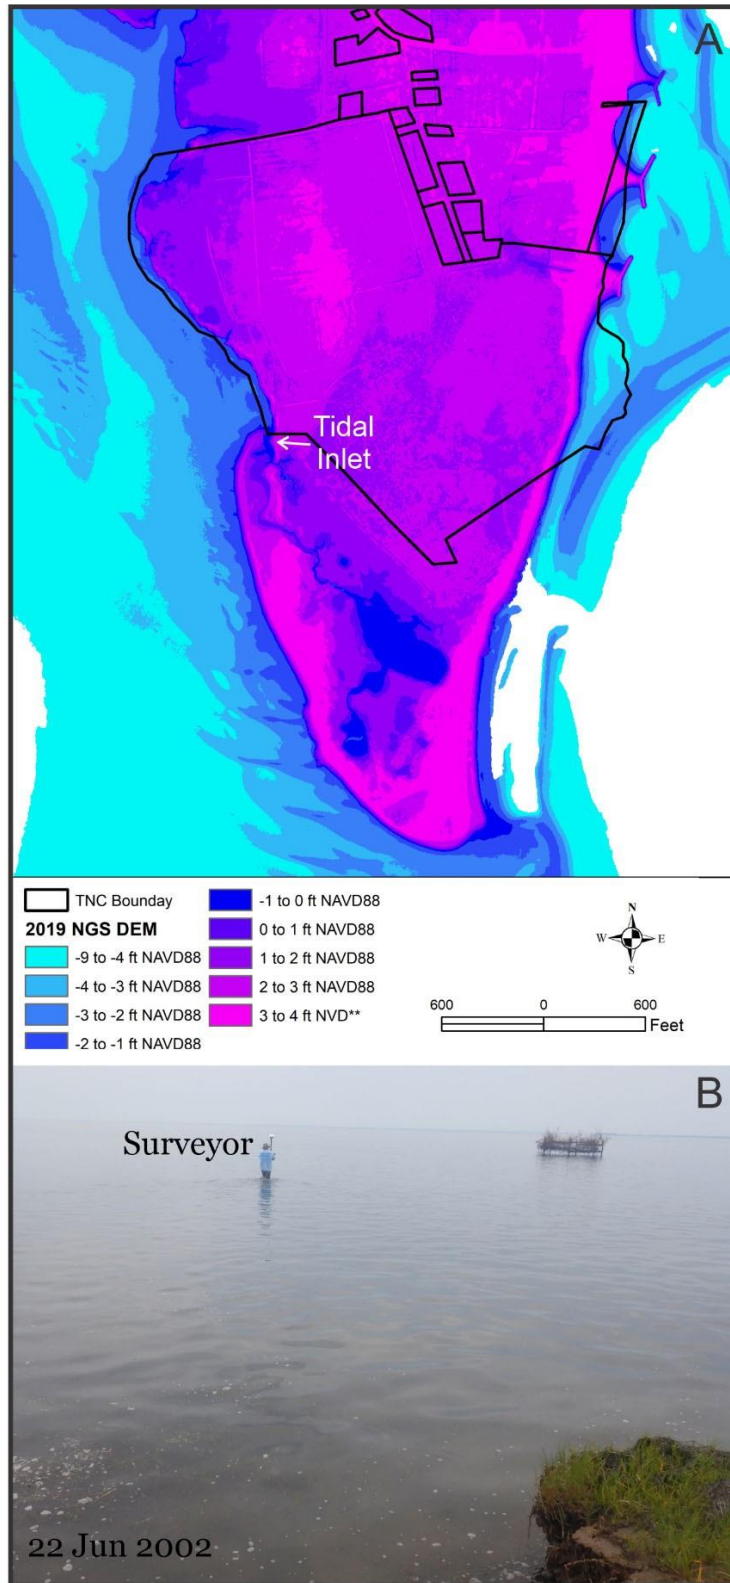 A
Tidal
Inlet
TNC Bounday
2019 NGS DEM
-9 to -4 ft NAVD88
-4 to -3 ft NAVD88
-3 to -2 ft NAVD88
-2 to -1 ft NAVD88
-1 to 0 ft NAVD88
0 to 1 ft NAVD88
1 to 2 ft NAVD88
2 to 3 ft NAVD88
3 to 4 ft NVD**
N
W E
S
600 0 600
Feet
B
Surveyor
22 Jun 2002